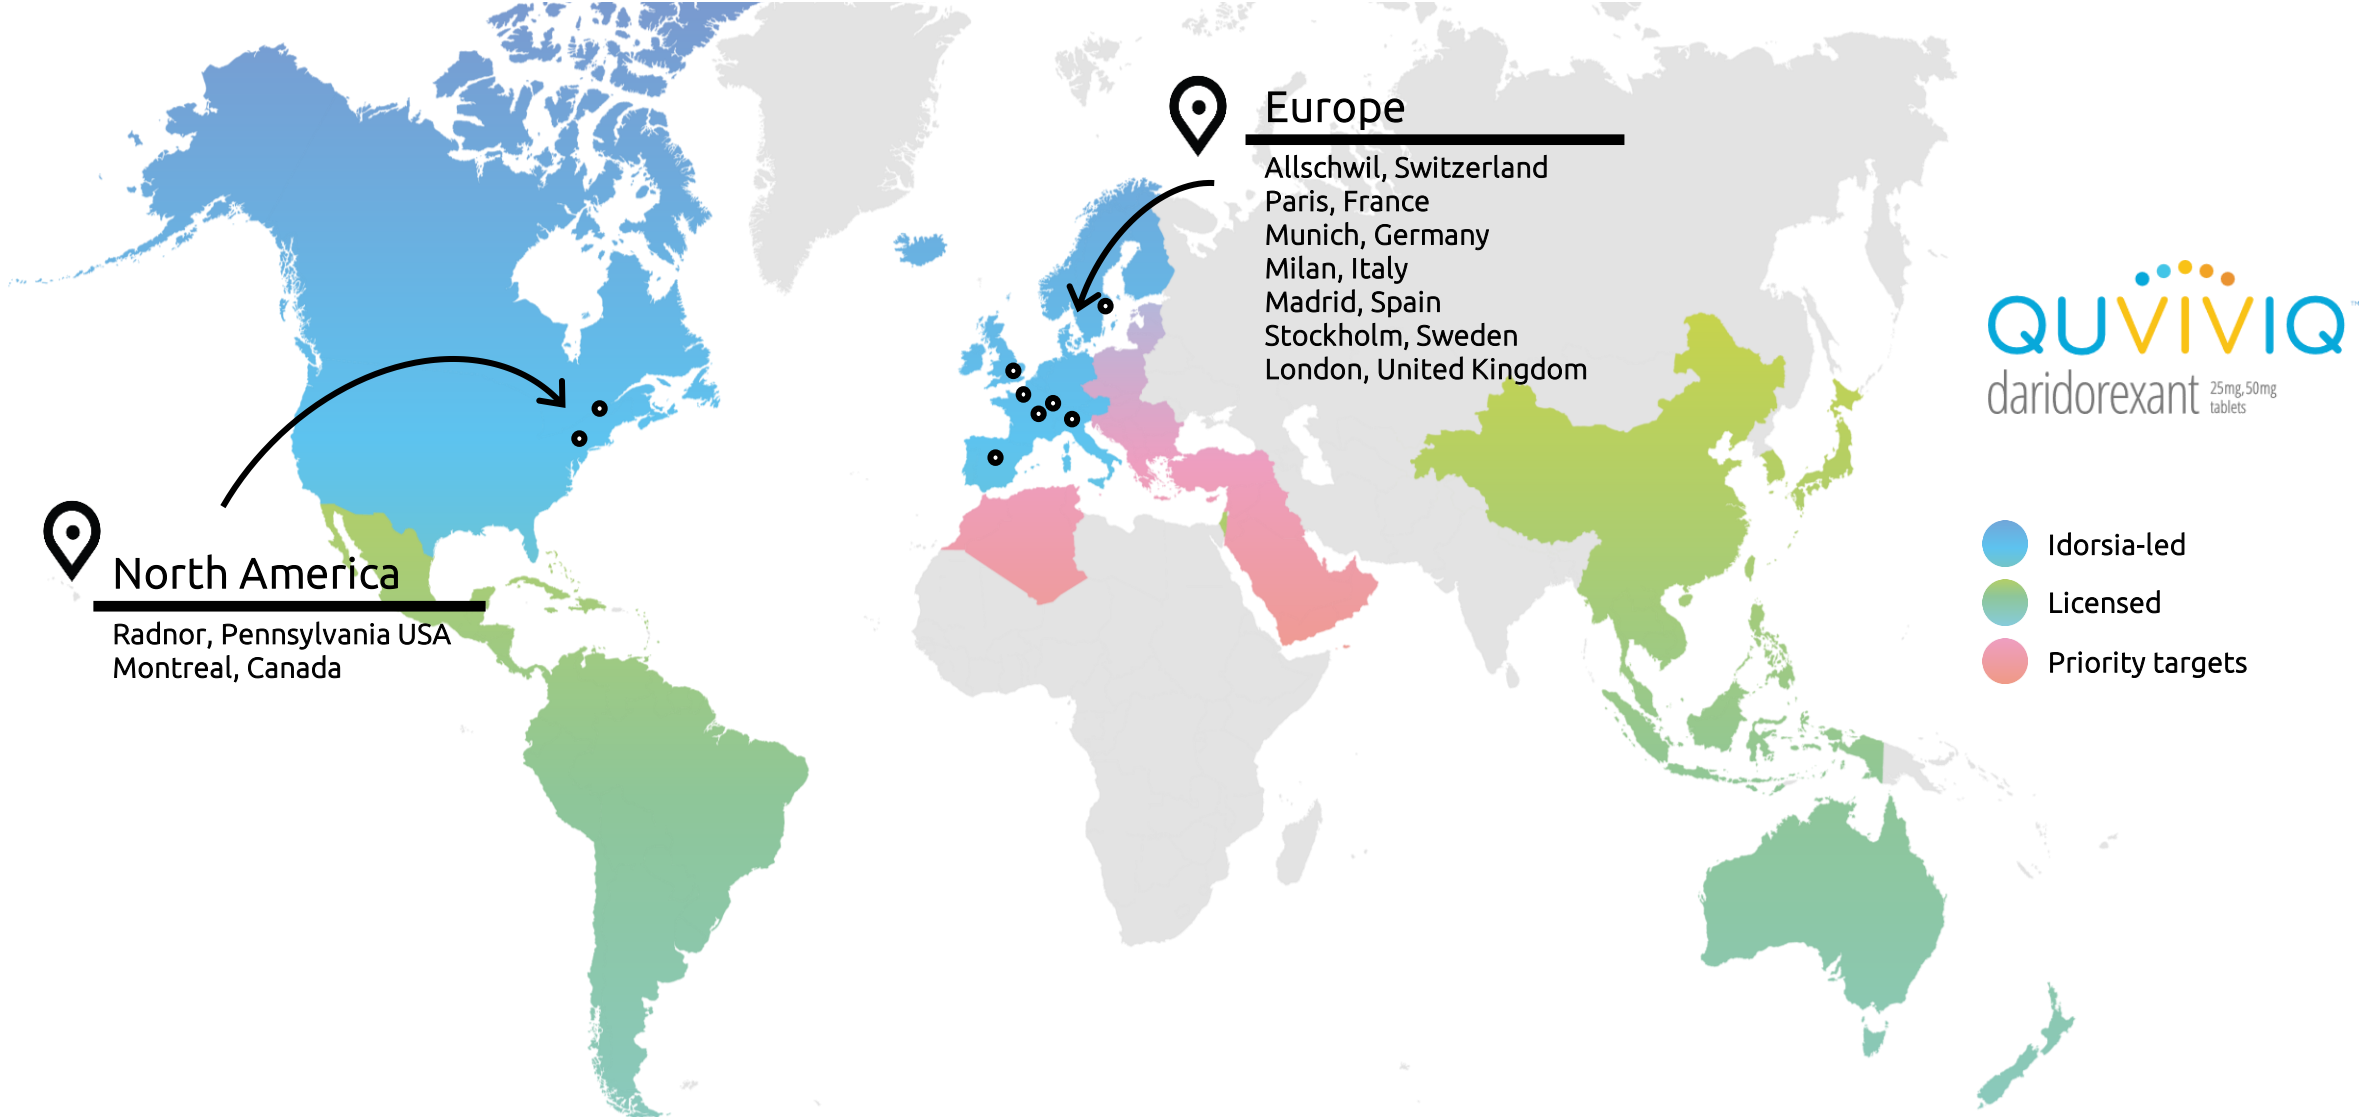 Europe
Allschwil, Switzerland
Paris, France
Munich, Germany
Milan, Italy
Madrid, Spain
Stockholm, Sweden
London, United Kingdom
QUVIVIQ™
daridorexant 25mg, 50mg
tablets
North America
Radnor, Pennsylvania USA
Montreal, Canada
Idorsia-led
Licensed
Priority targets